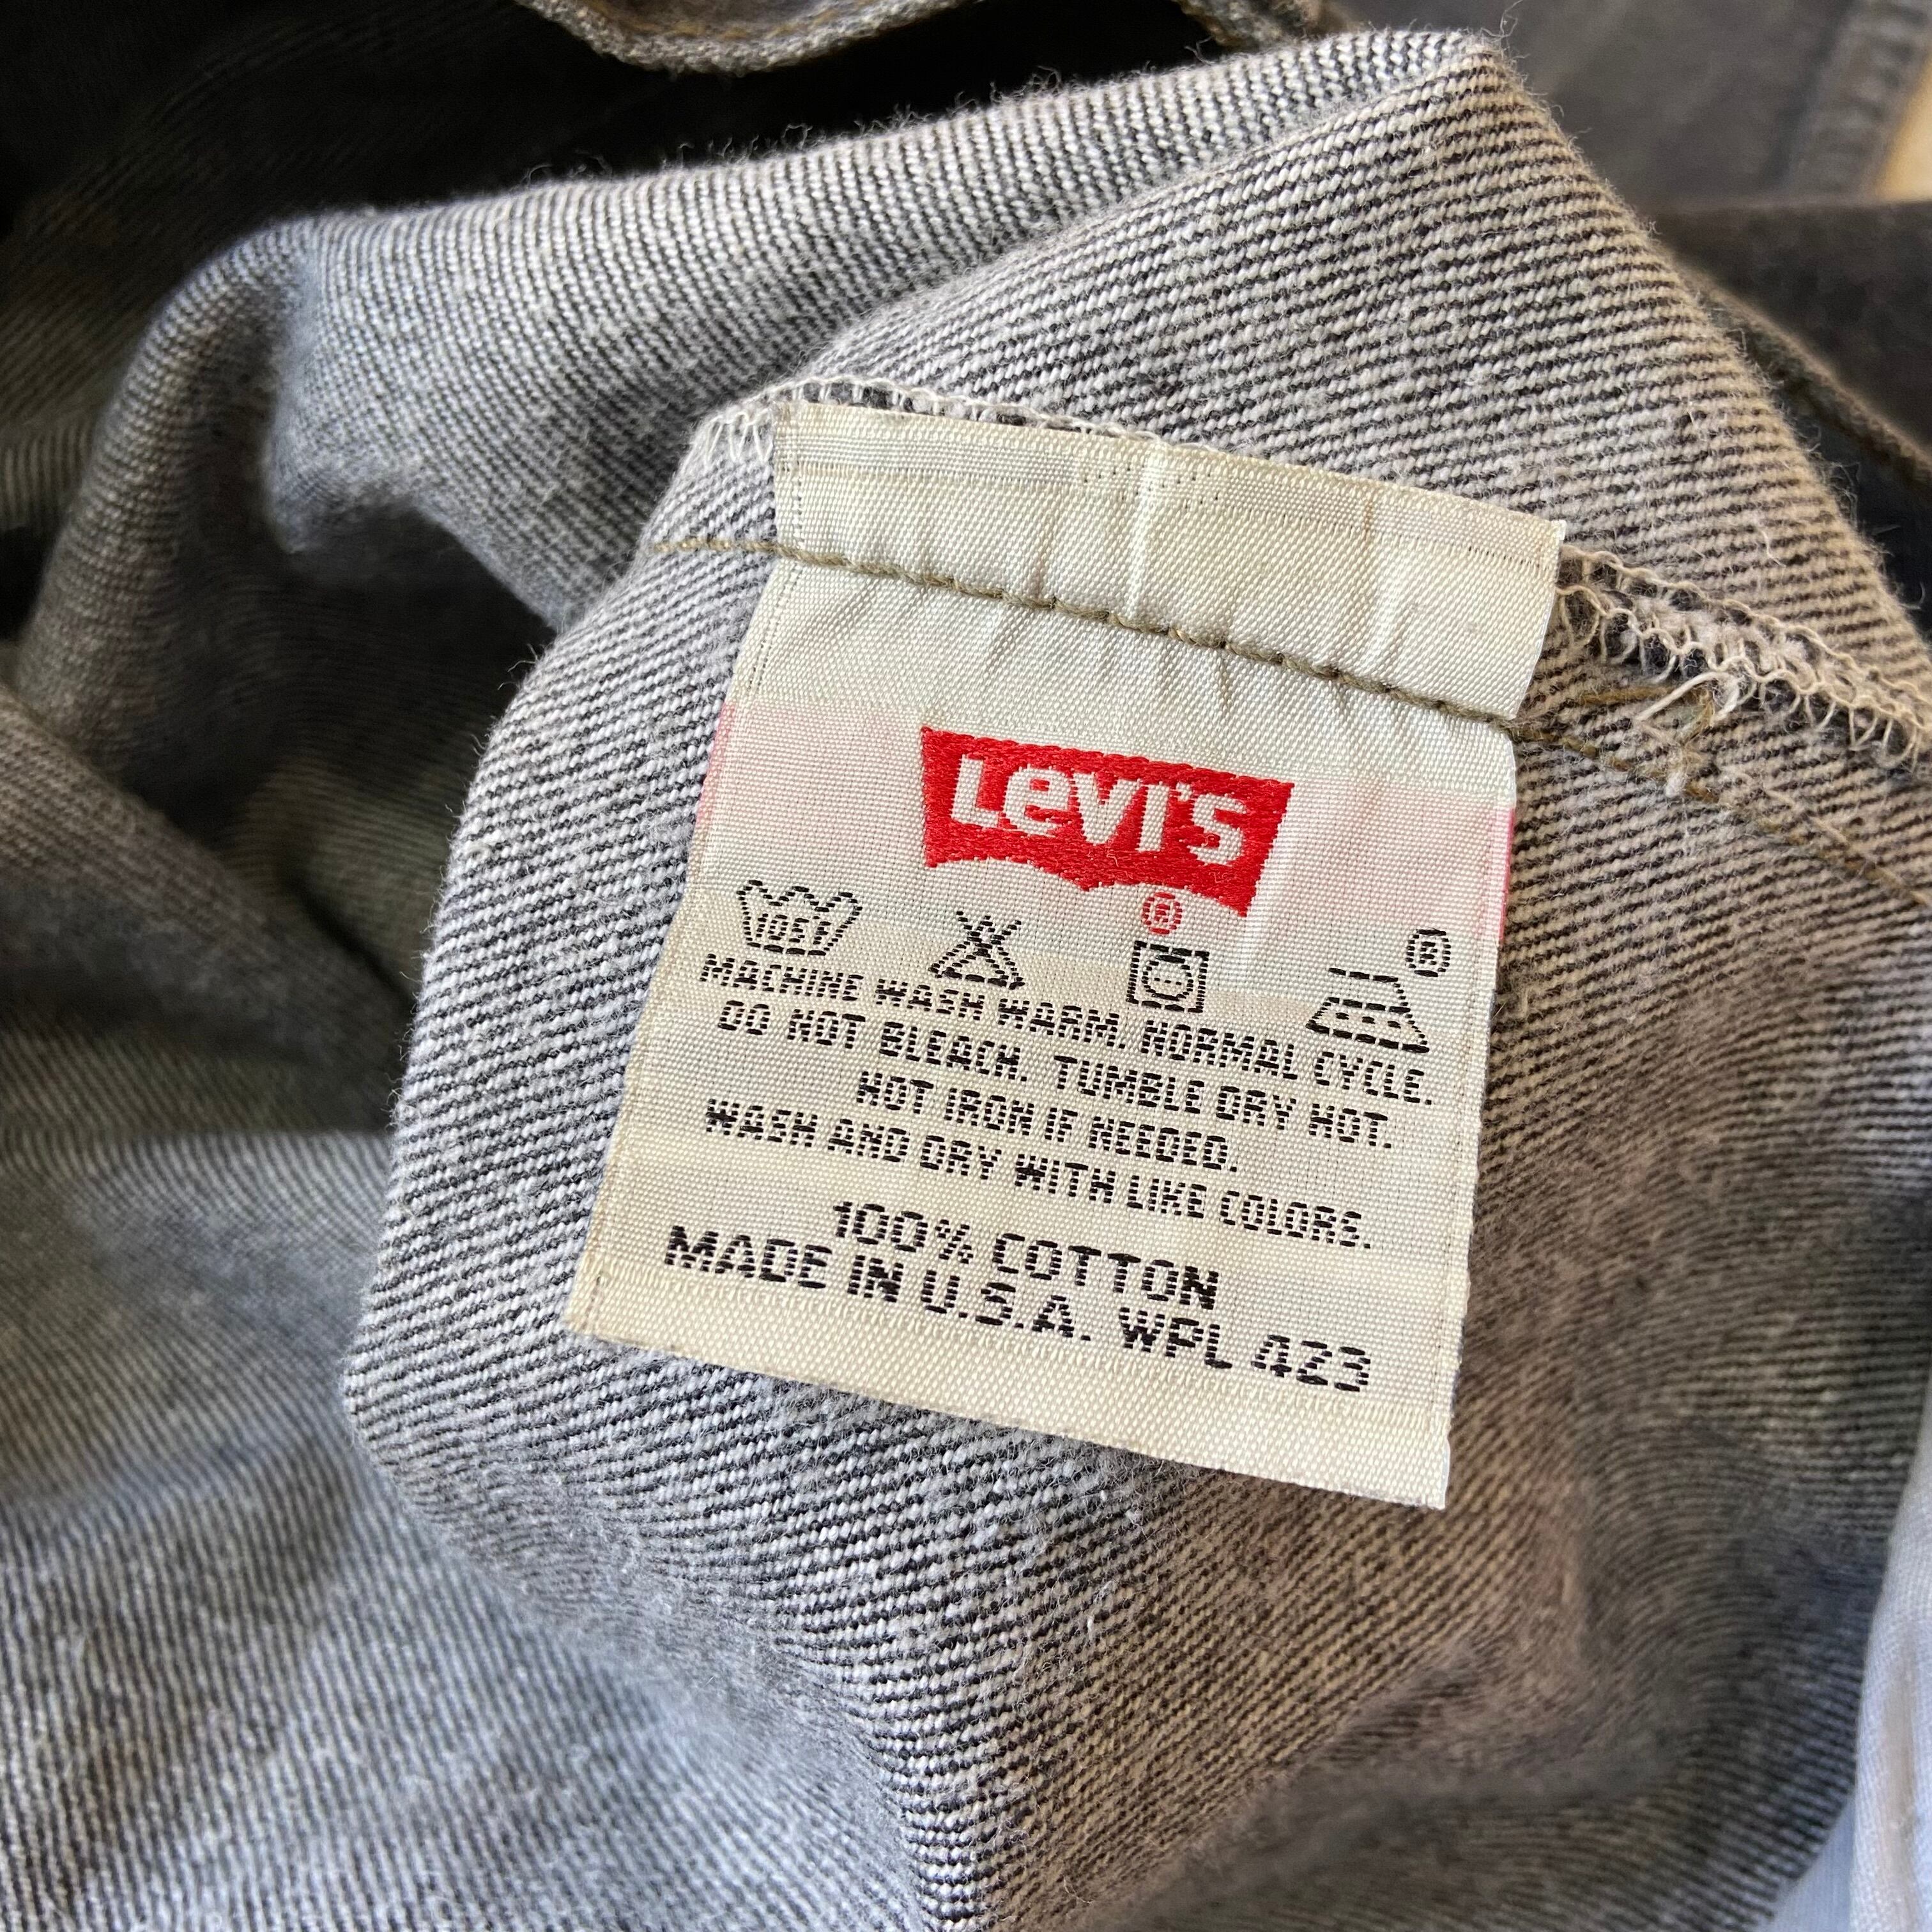 Levi's
®
105F
®
MACHINE WASH WARM. NORMAL CYCLE.
DO NOT BLEACH. TUMBLE DRY HOT.
HOT IRON IF NEEDED.
WASH AND DRY WITH LIKE COLORS.
100% COTTON
MADE IN U.S.A. WPL 423